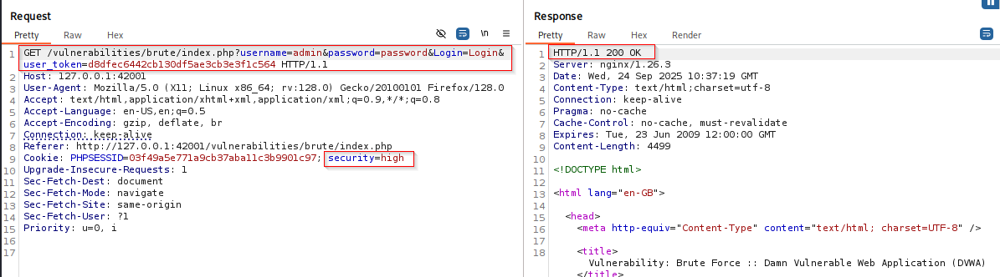 Request
Pretty Raw Hex
\n
1 GET /vulnerabilities/brute/index.php?username=admin&password=password&Login=Login&
user_token=d8dfec6442cb130df5ae3cb3e3f1c564 HTTP/1.1
2 Host: 127.0.0.1:42001
3 User-Agent: Mozilla/5.0 (X11; Linux x86_64; rv:128.0) Gecko/20100101 Firefox/128.0
4 Accept: text/html,application/xhtml+xml,application/xml;q=0.9,*/*;q=0.8
5 Accept-Language: en-US,en;q=0.5
6 Accept-Encoding: gzip, deflate, br
7 Connection: keep-alive
8 Referer: http://127.0.0.1:42001/vulnerabilities/brute/index.php
9 Cookie: PHPSESSID=03f49a5e771a9cb37aba11c3b9901c97; security=high
10 Upgrade-Insecure-Requests: 1
11 Sec-Fetch-Dest: document
12 Sec-Fetch-Mode: navigate
13 Sec-Fetch-Site: same-origin
14 Sec-Fetch-User: ?1
15 Priority: u=0, i
16
17
Response
Pretty Raw Hex Render
1 HTTP/1.1 200 OK
2 Server: nginx/1.26.3
3 Date: Wed, 24 Sep 2025 10:37:19 GMT
4 Content-Type: text/html;charset=utf-8
5 Connection: keep-alive
6 Pragma: no-cache
7 Cache-Control: no-cache, must-revalidate
8 Expires: Tue, 23 Jun 2009 12:00:00 GMT
9 Content-Length: 4499
10
11 <!DOCTYPE html>
12
13 <html lang="en-GB">
14
15 <head>
16 <meta http-equiv="Content-Type" content="text/html; charset=UTF-8" />
17
18 <title>
Vulnerability: Brute Force :: Damn Vulnerable Web Application (DVWA)
</title>